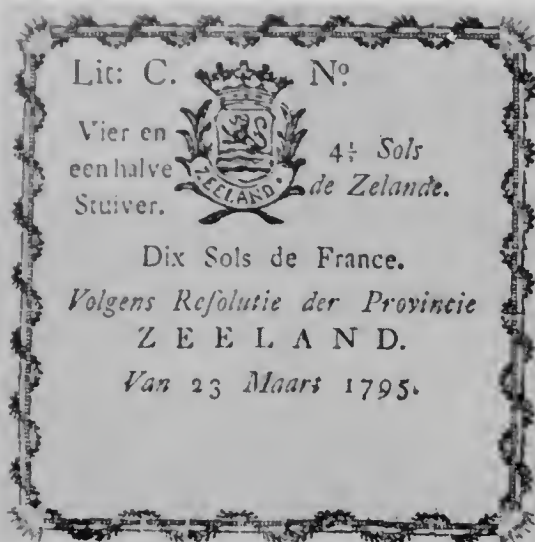 Lit: C. Nº
Vier en
een halve
Stuiver.
ZEELAND.
4½ Sols
de Zelande.
Dix Sols de France.
Volgens Reſolutie der Provincie
ZEELAND.
Van 23 Maart 1795.